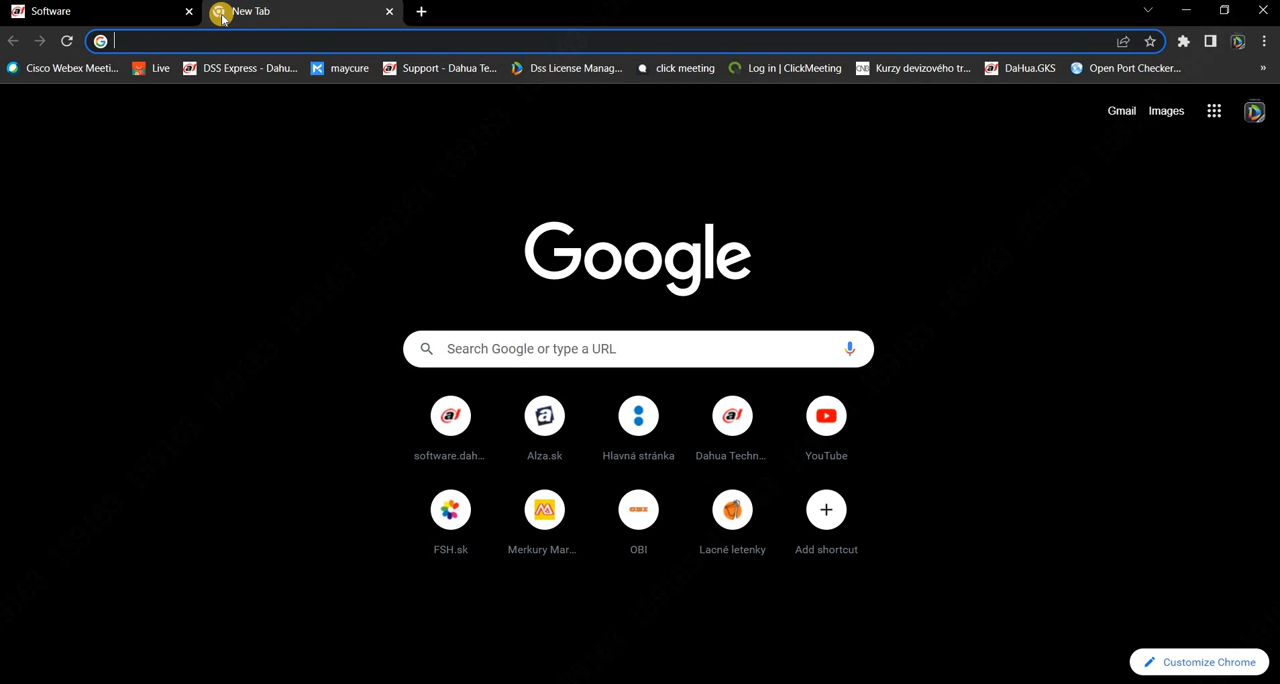 Software
New Tab
Cisco Webex Meeti... Live DSS Express - Dahu... maycure Support - Dahua Te... Dss License Manag... click meeting Log in | ClickMeeting Kurzy devizového tr... DaHua.GKS Open Port Checker... »
Gmail Images
Google
Search Google or type a URL
software.dah... Alza.sk Hlavná stránka Dahua Techn... YouTube
FSH.sk Merkury Mar... OBI Lacné letenky Add shortcut
Customize Chrome